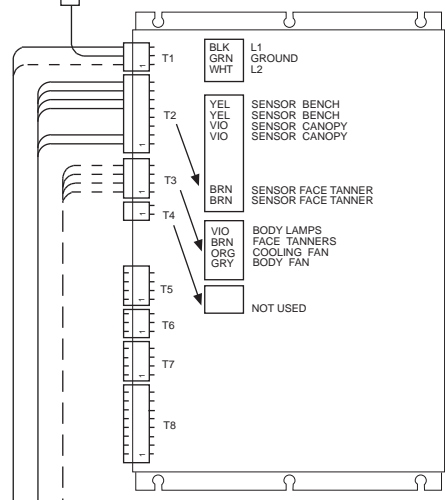 T1 BLK L1
GRN GROUND
WHT L2
T2
YEL SENSOR BENCH
YEL SENSOR BENCH
VIO SENSOR CANOPY
VIO SENSOR CANOPY
BRN SENSOR FACE TANNER
BRN SENSOR FACE TANNER
T3
T4
VIO BODY LAMPS
BRN FACE TANNERS
ORG COOLING FAN
GRY BODY FAN
NOT USED
T5
T6
T7
T8